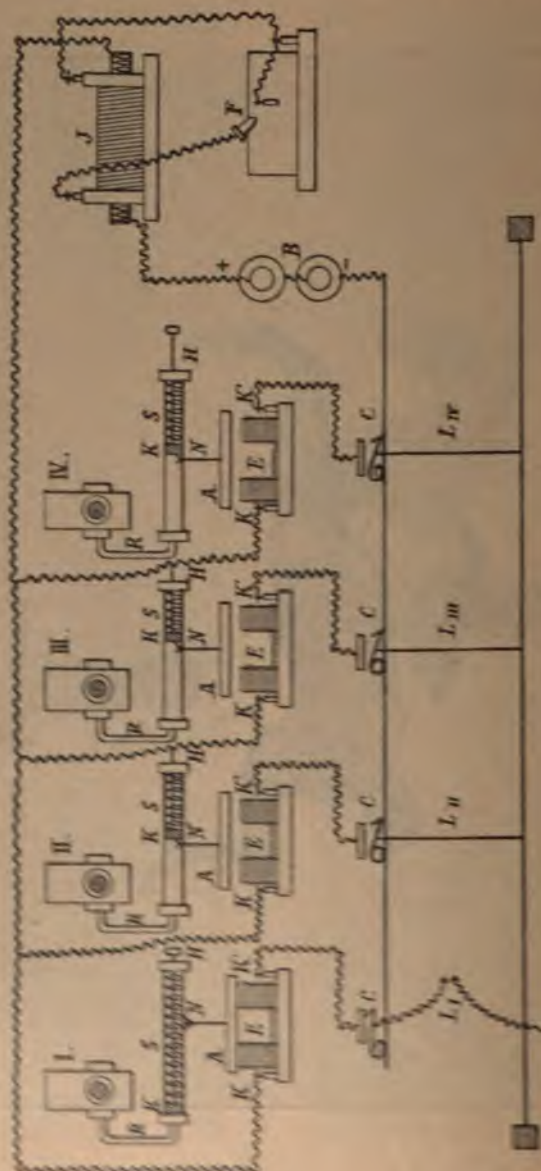 I. II. III. IV. J
R R R R F
K S H K S H K S H K S H
N N N N + B −
A A A A
K E K K E K K E K K E K
C C C C
L I L II L III L IV